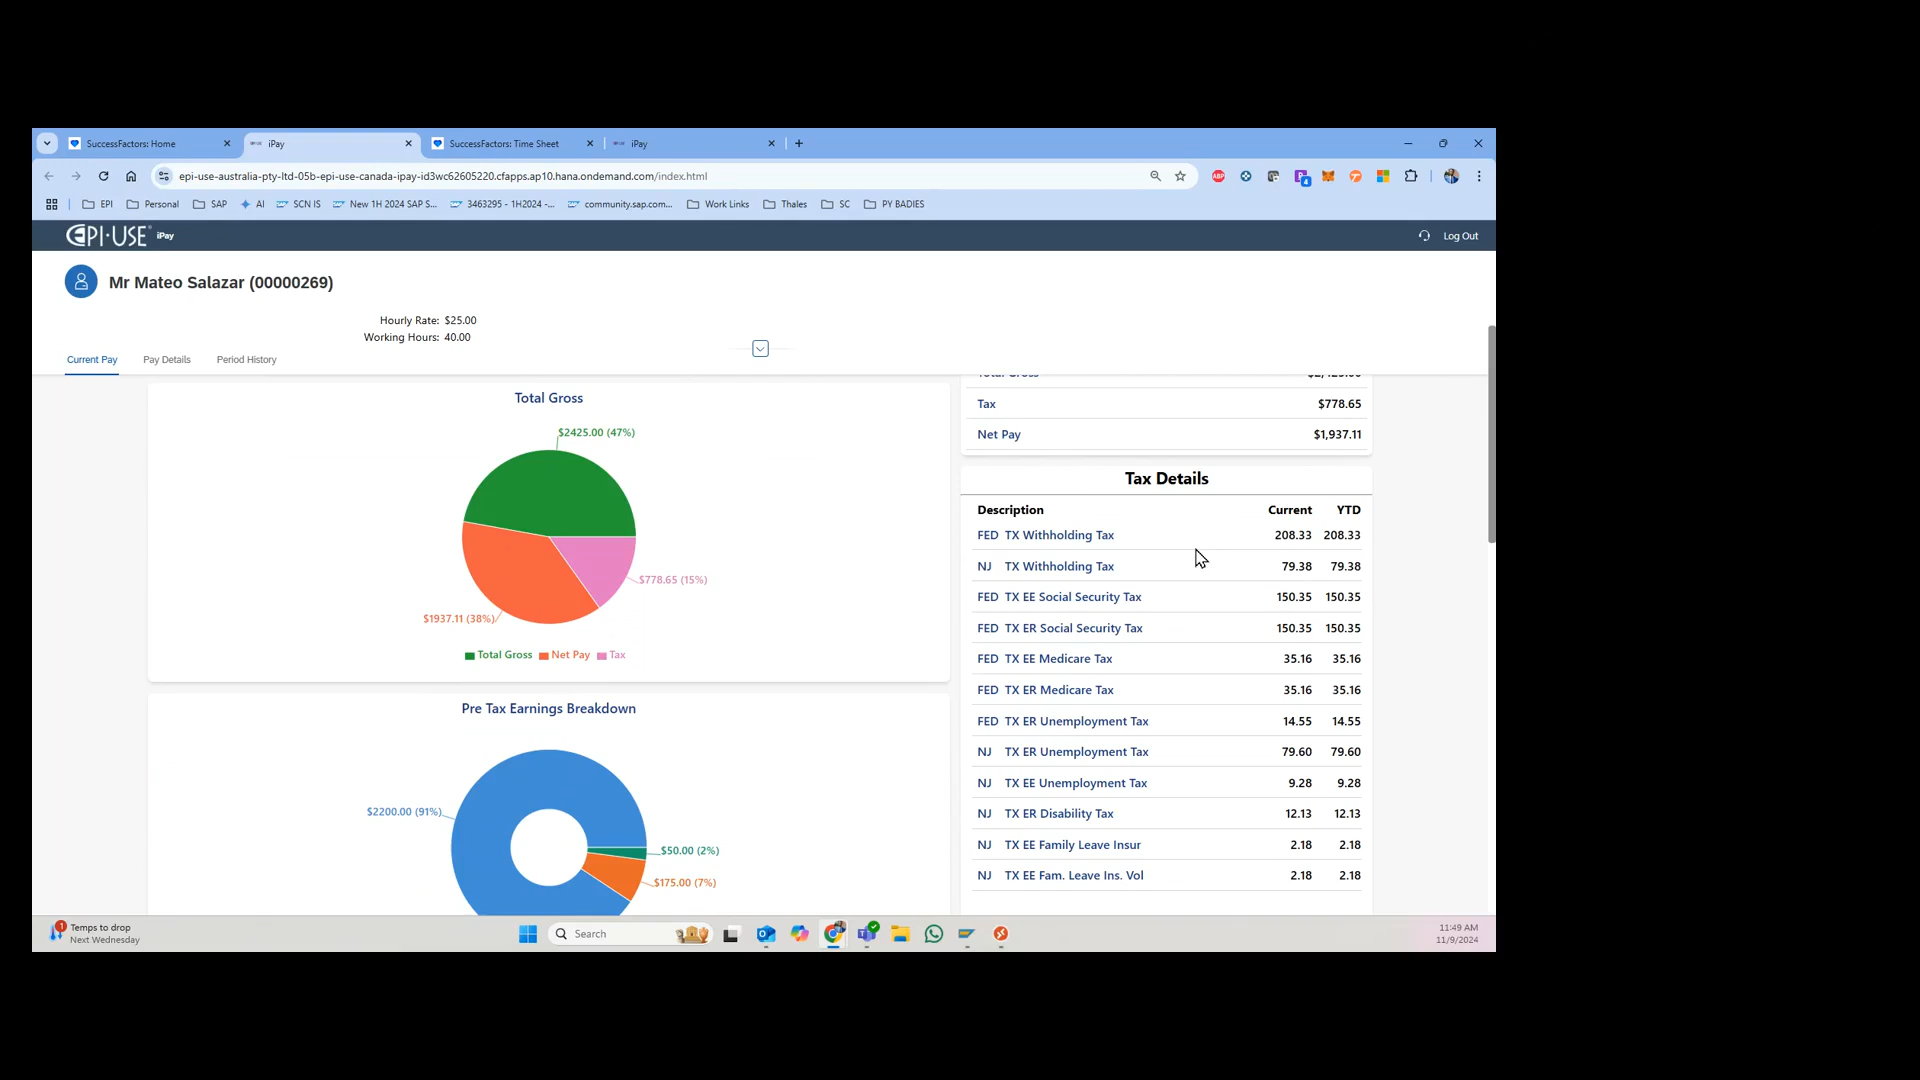 SuccessFactors: Home
iPay
SuccessFactors: Time Sheet
iPay
epi-use-australia-pty-ltd-05b-epi-use-canada-ipay-id3wc62605220.cfapps.ap10.hana.ondemand.com/index.html
ABP
4
EPI
Personal
SAP
AI
SCN IS
New 1H 2024 SAP S...
3463295 - 1H2024 -...
community.sap.com...
Work Links
Thales
SC
PY BADIES
EPI·USE iPay
Log Out
Mr Mateo Salazar (00000269)
Hourly Rate: $25.00
Working Hours: 40.00
Current Pay
Pay Details
Period History
Total Gross
$2425.00 (47%)
$778.65 (15%)
$1937.11 (38%)
Total Gross Net Pay Tax
Pre Tax Earnings Breakdown
$2200.00 (91%)
$50.00 (2%)
$175.00 (7%)
Total Gross
Tax $778.65
Net Pay $1,937.11
Tax Details
Description Current YTD
FED TX Withholding Tax 208.33 208.33
NJ TX Withholding Tax 79.38 79.38
FED TX EE Social Security Tax 150.35 150.35
FED TX ER Social Security Tax 150.35 150.35
FED TX EE Medicare Tax 35.16 35.16
FED TX ER Medicare Tax 35.16 35.16
FED TX ER Unemployment Tax 14.55 14.55
NJ TX ER Unemployment Tax 79.60 79.60
NJ TX EE Unemployment Tax 9.28 9.28
NJ TX ER Disability Tax 12.13 12.13
NJ TX EE Family Leave Insur 2.18 2.18
NJ TX EE Fam. Leave Ins. Vol 2.18 2.18
1
Temps to drop
Next Wednesday
Search
11:49 AM
11/9/2024